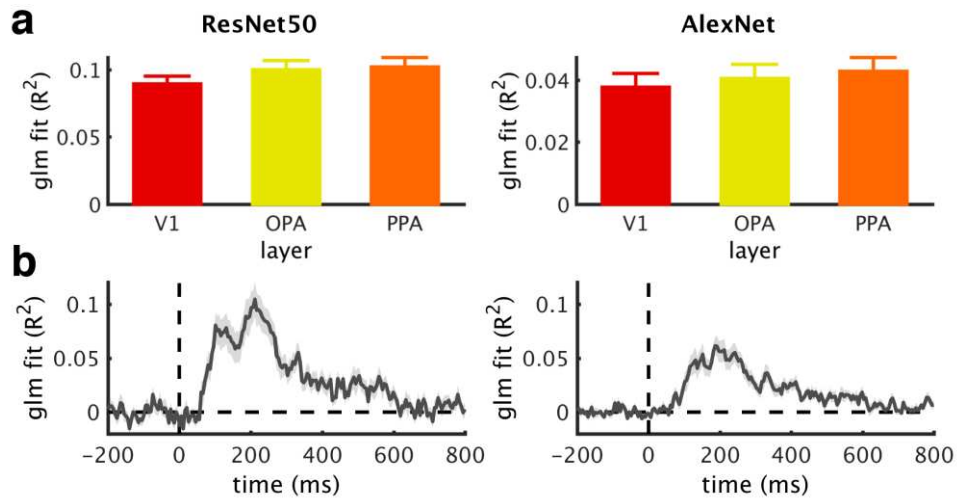 a
ResNet50
AlexNet
glm fit (R²)
0.1
0.05
0
V1 OPA PPA
layer
glm fit (R²)
0.04
0.02
0
V1 OPA PPA
layer
b
glm fit (R²)
0.1
0.05
0
−200 0 200 400 600 800
time (ms)
glm fit (R²)
0.1
0.05
0
−200 0 200 400 600 800
time (ms)